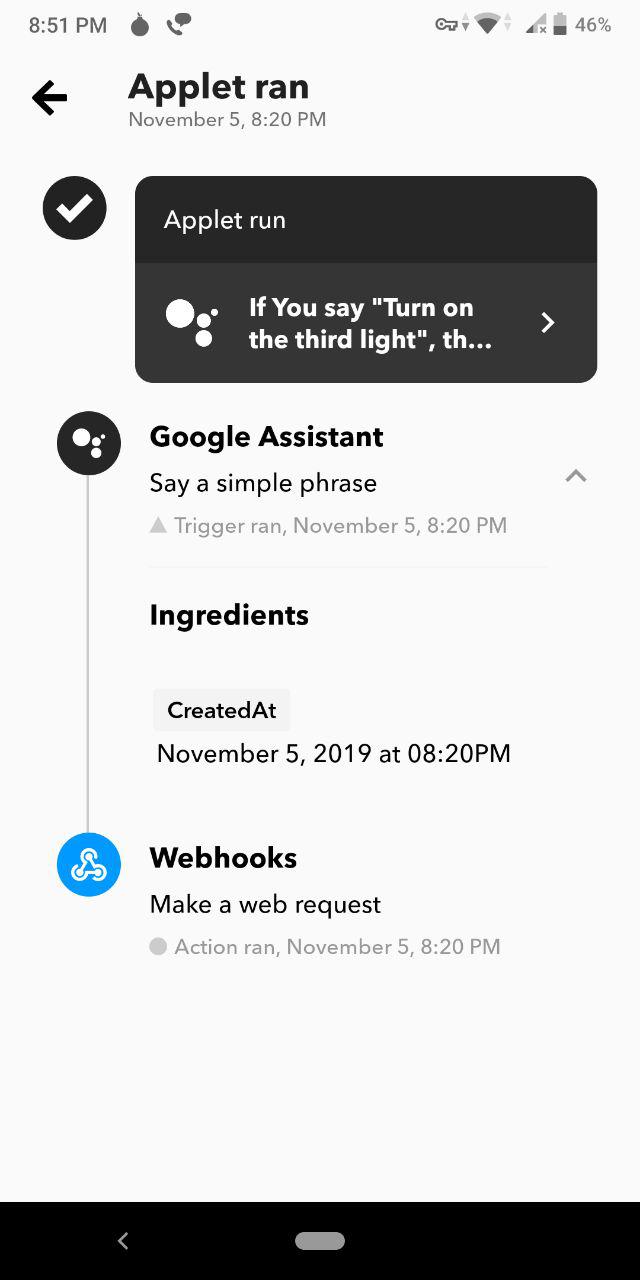 8:51 PM
46%
Applet ran
November 5, 8:20 PM
Applet run
If You say "Turn on
the third light", th...
Google Assistant
Say a simple phrase
Trigger ran, November 5, 8:20 PM
Ingredients
CreatedAt
November 5, 2019 at 08:20PM
Webhooks
Make a web request
Action ran, November 5, 8:20 PM